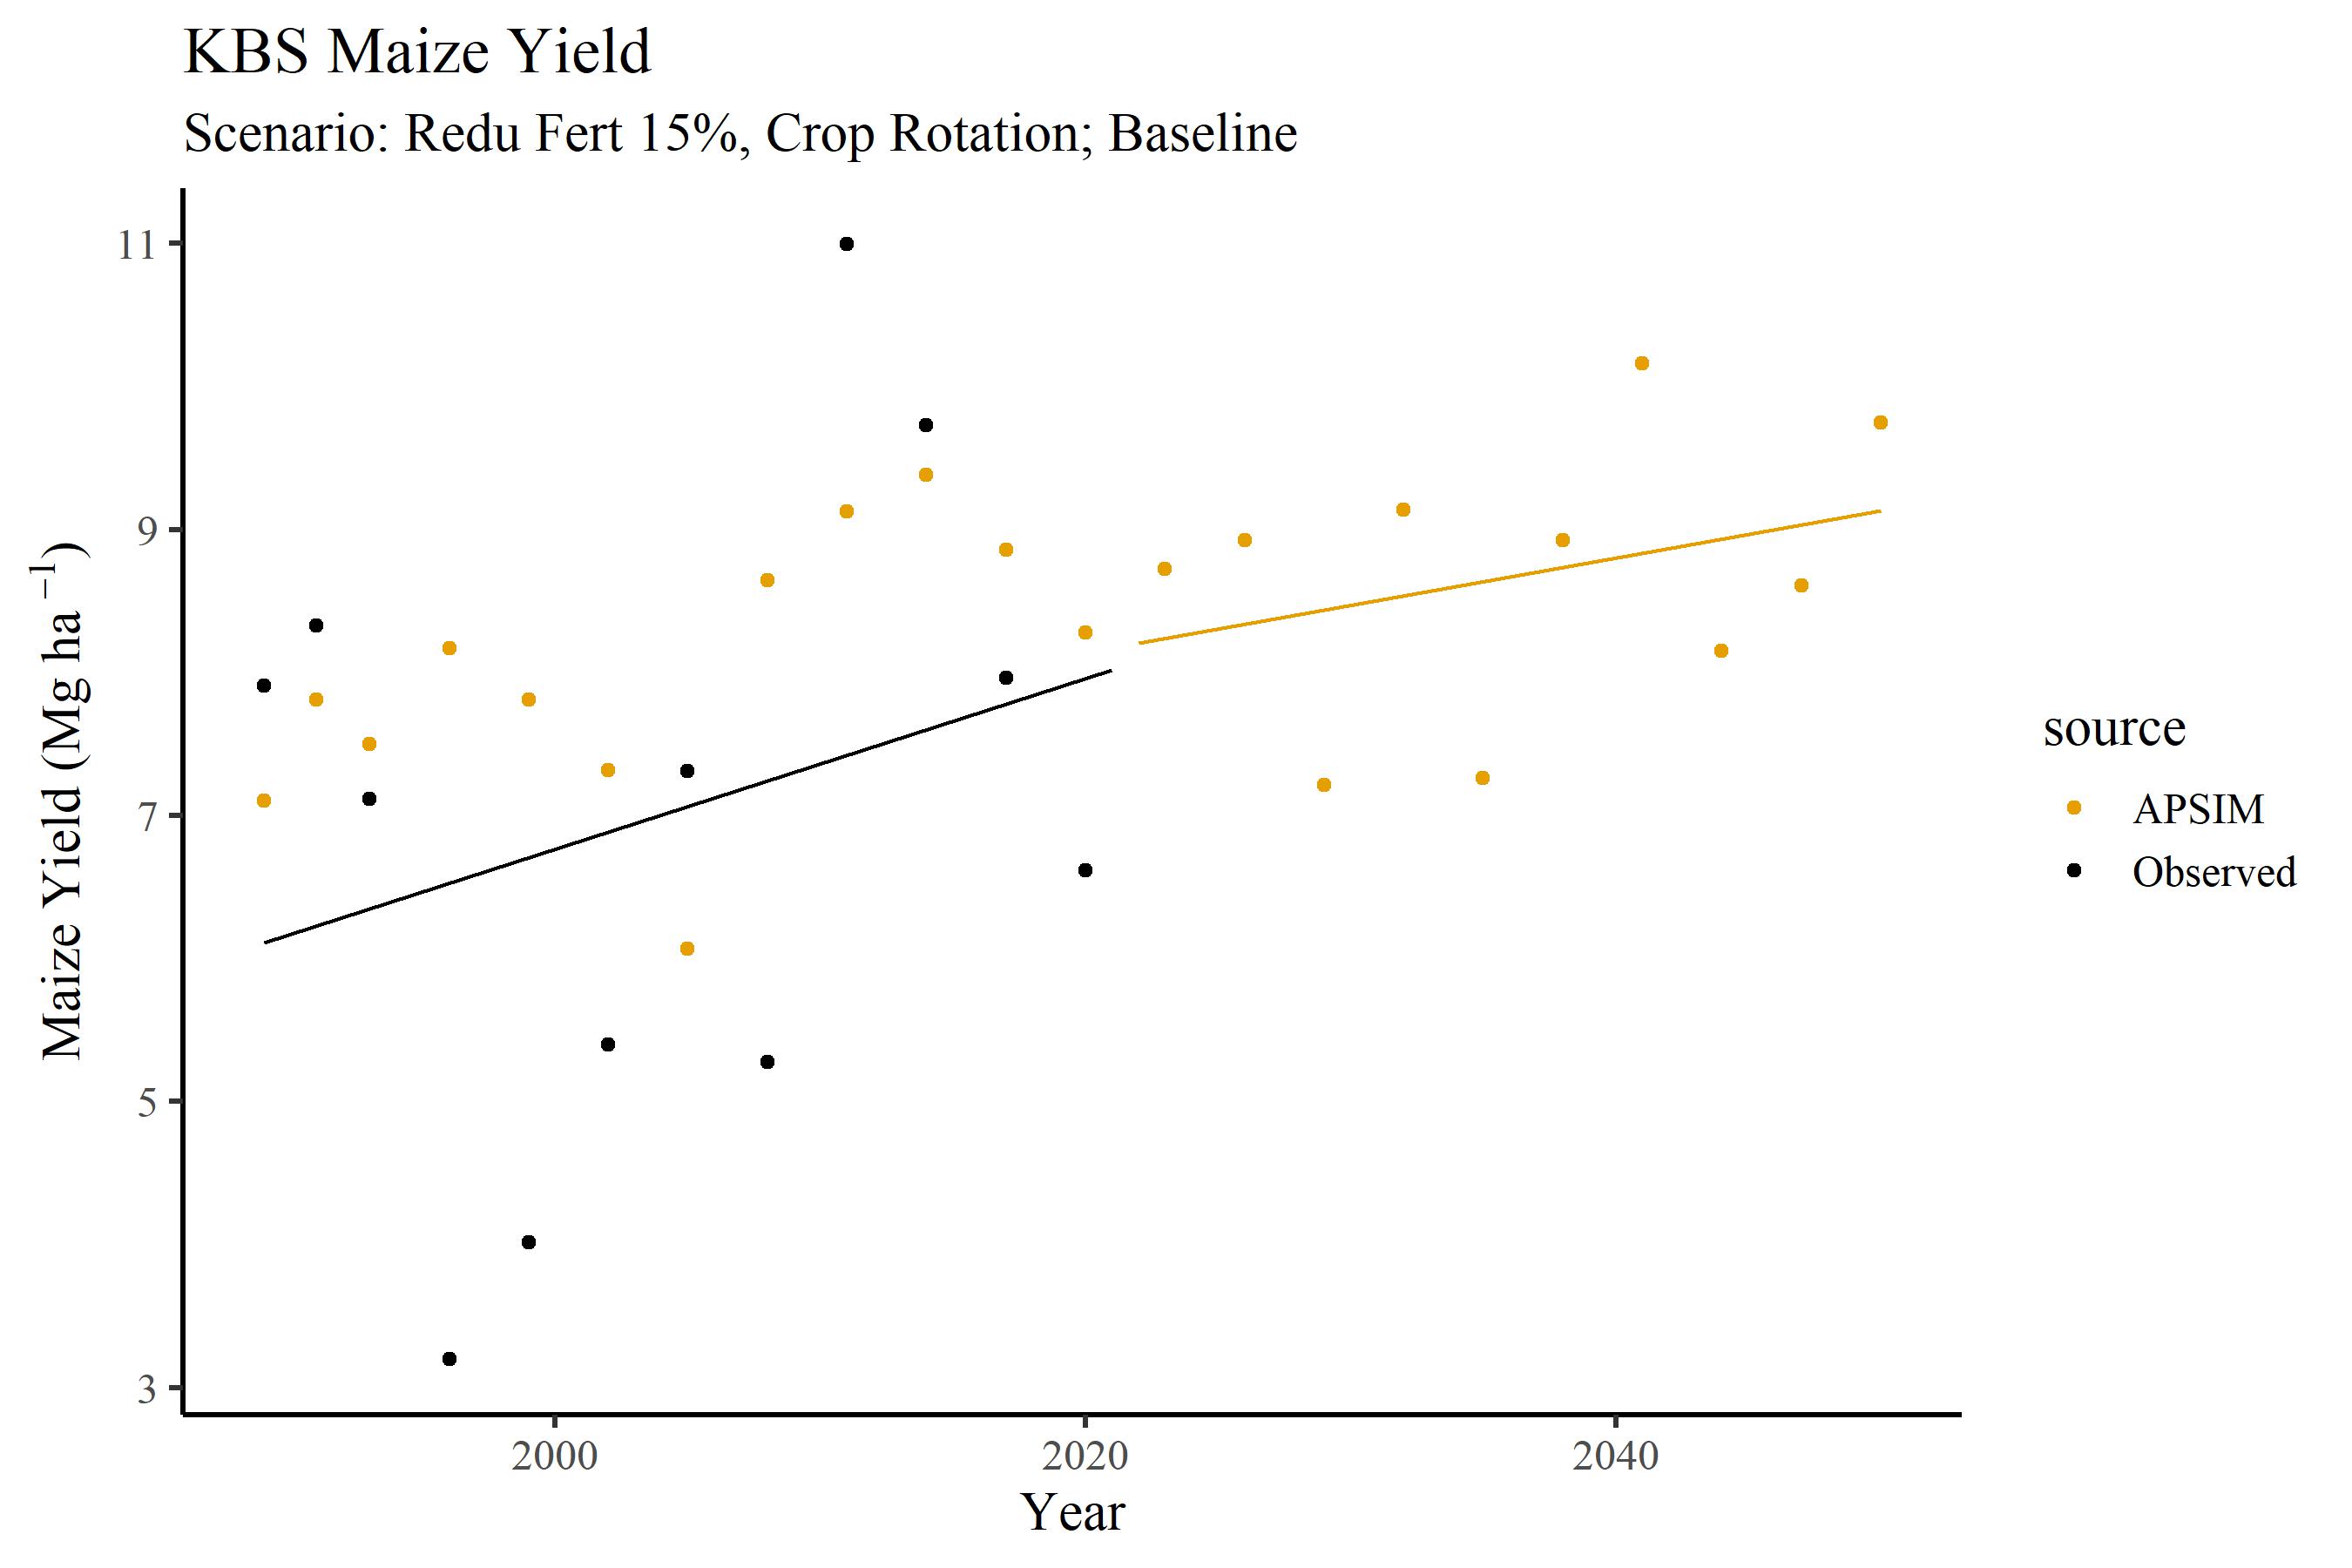 KBS Maize Yield
Scenario: Redu Fert 15%, Crop Rotation; Baseline
Maize Yield (Mg ha −1)
11
9
7
5
3
2000 2020 2040
Year
source
APSIM
Observed